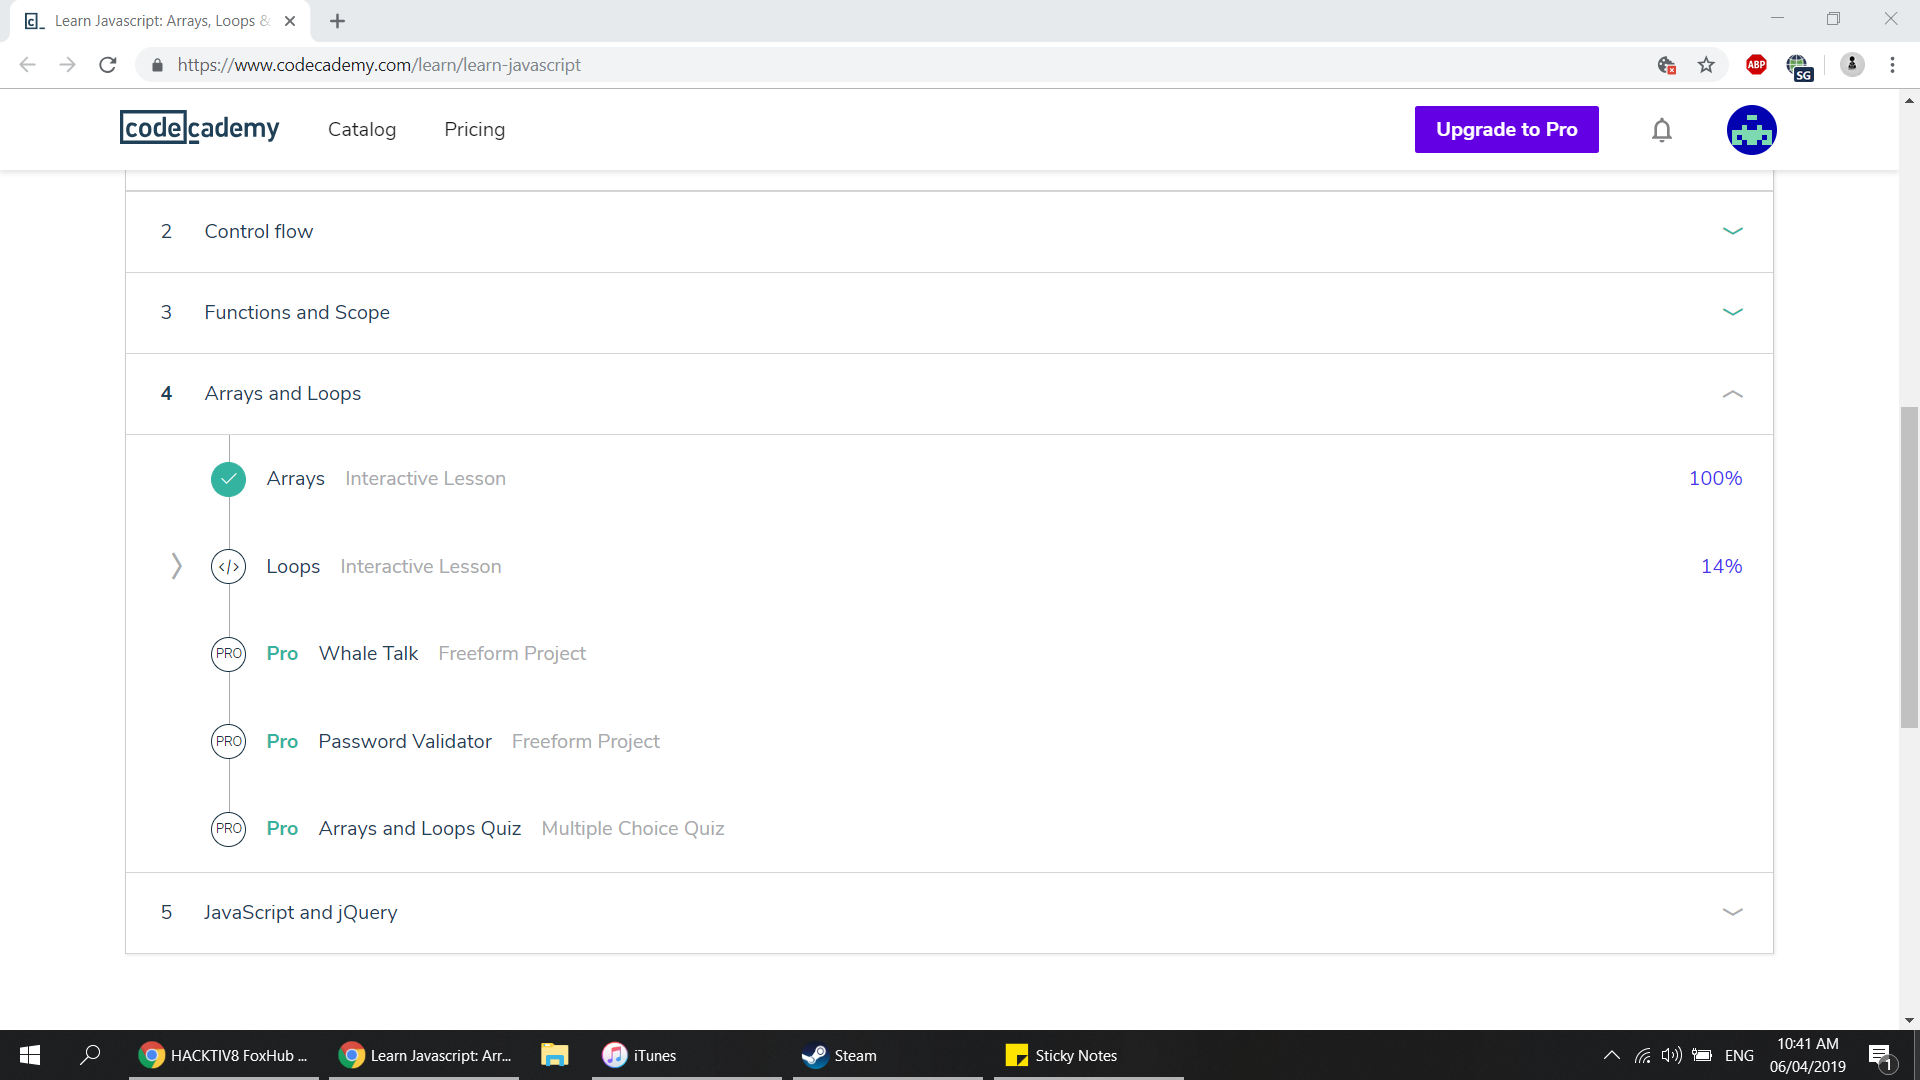 Learn Javascript: Arrays, Loops &
https://www.codecademy.com/learn/learn-javascript
ABP
SG
codecademy
Catalog
Pricing
Upgrade to Pro
2 Control flow
3 Functions and Scope
4 Arrays and Loops
Arrays Interactive Lesson 100%
</> Loops Interactive Lesson 14%
PRO Pro Whale Talk Freeform Project
PRO Pro Password Validator Freeform Project
PRO Pro Arrays and Loops Quiz Multiple Choice Quiz
5 JavaScript and jQuery
HACKTIV8 FoxHub ...
Learn Javascript: Arr...
iTunes
Steam
Sticky Notes
ENG
10:41 AM
06/04/2019
1